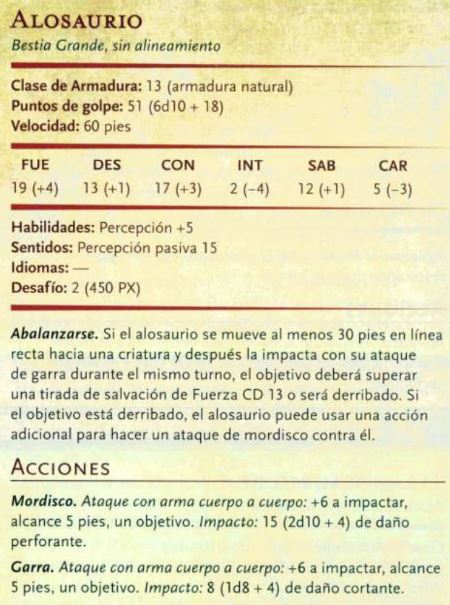 ALOSAURIO
Bestia Grande, sin alineamiento
Clase de Armadura: 13 (armadura natural)
Puntos de golpe: 51 (6d10 + 18)
Velocidad: 60 pies
FUE DES CON INT SAB CAR
19 (+4) 13 (+1) 17 (+3) 2 (−4) 12 (+1) 5 (−3)
Habilidades: Percepción +5
Sentidos: Percepción pasiva 15
Idiomas: —
Desafío: 2 (450 PX)
Abalanzarse. Si el alosaurio se mueve al menos 30 pies en línea
recta hacia una criatura y después la impacta con su ataque
de garra durante el mismo turno, el objetivo deberá superar
una tirada de salvación de Fuerza CD 13 o será derribado. Si
el objetivo está derribado, el alosaurio puede usar una acción
adicional para hacer un ataque de mordisco contra él.
ACCIONES
Mordisco. Ataque con arma cuerpo a cuerpo: +6 a impactar,
alcance 5 pies, un objetivo. Impacto: 15 (2d10 + 4) de daño
perforante.
Garra. Ataque con arma cuerpo a cuerpo: +6 a impactar, alcance
5 pies, un objetivo. Impacto: 8 (1d8 + 4) de daño cortante.